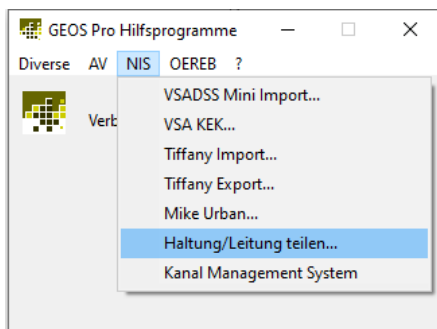 GEOS Pro Hilfsprogramme
Diverse AV NIS OEREB ?
VSADSS Mini Import...
Verb
VSA KEK...
Tiffany Import...
Tiffany Export...
Mike Urban...
Haltung/Leitung teilen...
Kanal Management System